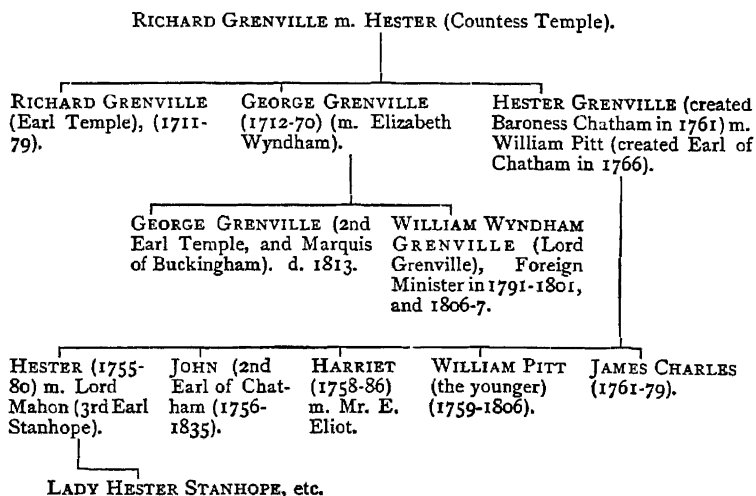 RICHARD GRENVILLE m. HESTER (Countess Temple).
RICHARD GRENVILLE
(Earl Temple), (1711-
79).
GEORGE GRENVILLE
(1712-70) (m. Elizabeth
Wyndham).
HESTER GRENVILLE (created
Baroness Chatham in 1761) m.
William Pitt (created Earl of
Chatham in 1766).
GEORGE GRENVILLE (2nd
Earl Temple, and Marquis
of Buckingham). d. 1813.
WILLIAM WYNDHAM
GRENVILLE (Lord
Grenville), Foreign
Minister in 1791-1801,
and 1806-7.
HESTER (1755-
80) m. Lord
Mahon (3rd Earl
Stanhope).
JOHN (2nd
Earl of Chat-
ham (1756-
1835).
HARRIET
(1758-86)
m. Mr. E.
Eliot.
WILLIAM PITT
(the younger)
(1759-1806).
JAMES CHARLES
(1761-79).
LADY HESTER STANHOPE, etc.